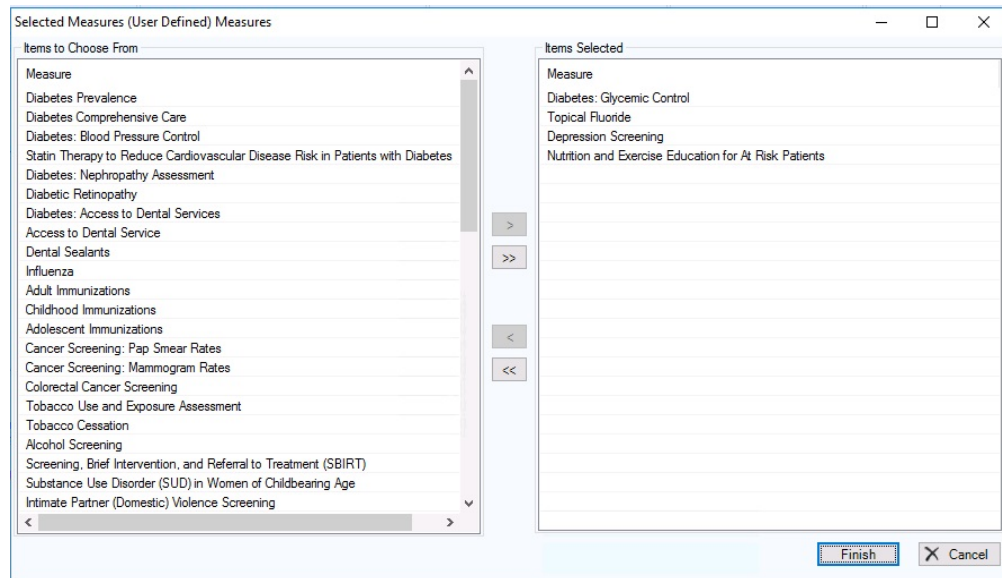 Selected Measures (User Defined) Measures
Items to Choose From
Measure
Diabetes Prevalence
Diabetes Comprehensive Care
Diabetes: Blood Pressure Control
Statin Therapy to Reduce Cardiovascular Disease Risk in Patients with Diabetes
Diabetes: Nephropathy Assessment
Diabetic Retinopathy
Diabetes: Access to Dental Services
Access to Dental Service
Dental Sealants
Influenza
Adult Immunizations
Childhood Immunizations
Adolescent Immunizations
Cancer Screening: Pap Smear Rates
Cancer Screening: Mammogram Rates
Colorectal Cancer Screening
Tobacco Use and Exposure Assessment
Tobacco Cessation
Alcohol Screening
Screening, Brief Intervention, and Referral to Treatment (SBIRT)
Substance Use Disorder (SUD) in Women of Childbearing Age
Intimate Partner (Domestic) Violence Screening
>
>>
<
<<
Items Selected
Measure
Diabetes: Glycemic Control
Topical Fluoride
Depression Screening
Nutrition and Exercise Education for At Risk Patients
Finish
Cancel